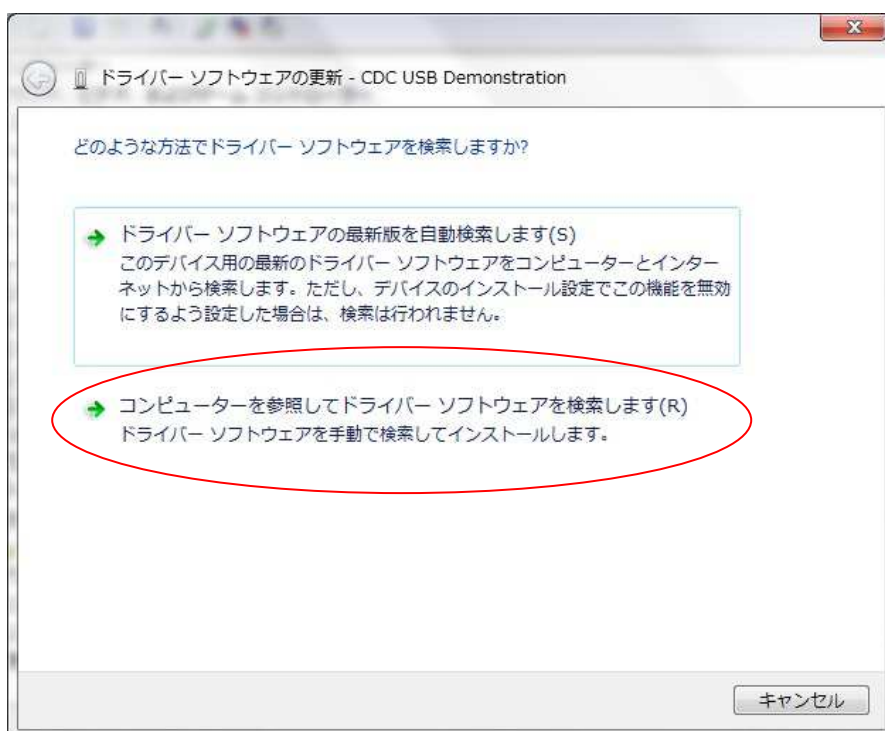 ドライバー ソフトウェアの更新 - CDC USB Demonstration
どのような方法でドライバー ソフトウェアを検索しますか?
ドライバー ソフトウェアの最新版を自動検索します(S)
このデバイス用の最新のドライバー ソフトウェアをコンピューターとインター
ネットから検索します。ただし、デバイスのインストール設定でこの機能を無効
にするよう設定した場合は、検索は行われません。
コンピューターを参照してドライバー ソフトウェアを検索します(R)
ドライバー ソフトウェアを手動で検索してインストールします。
キャンセル